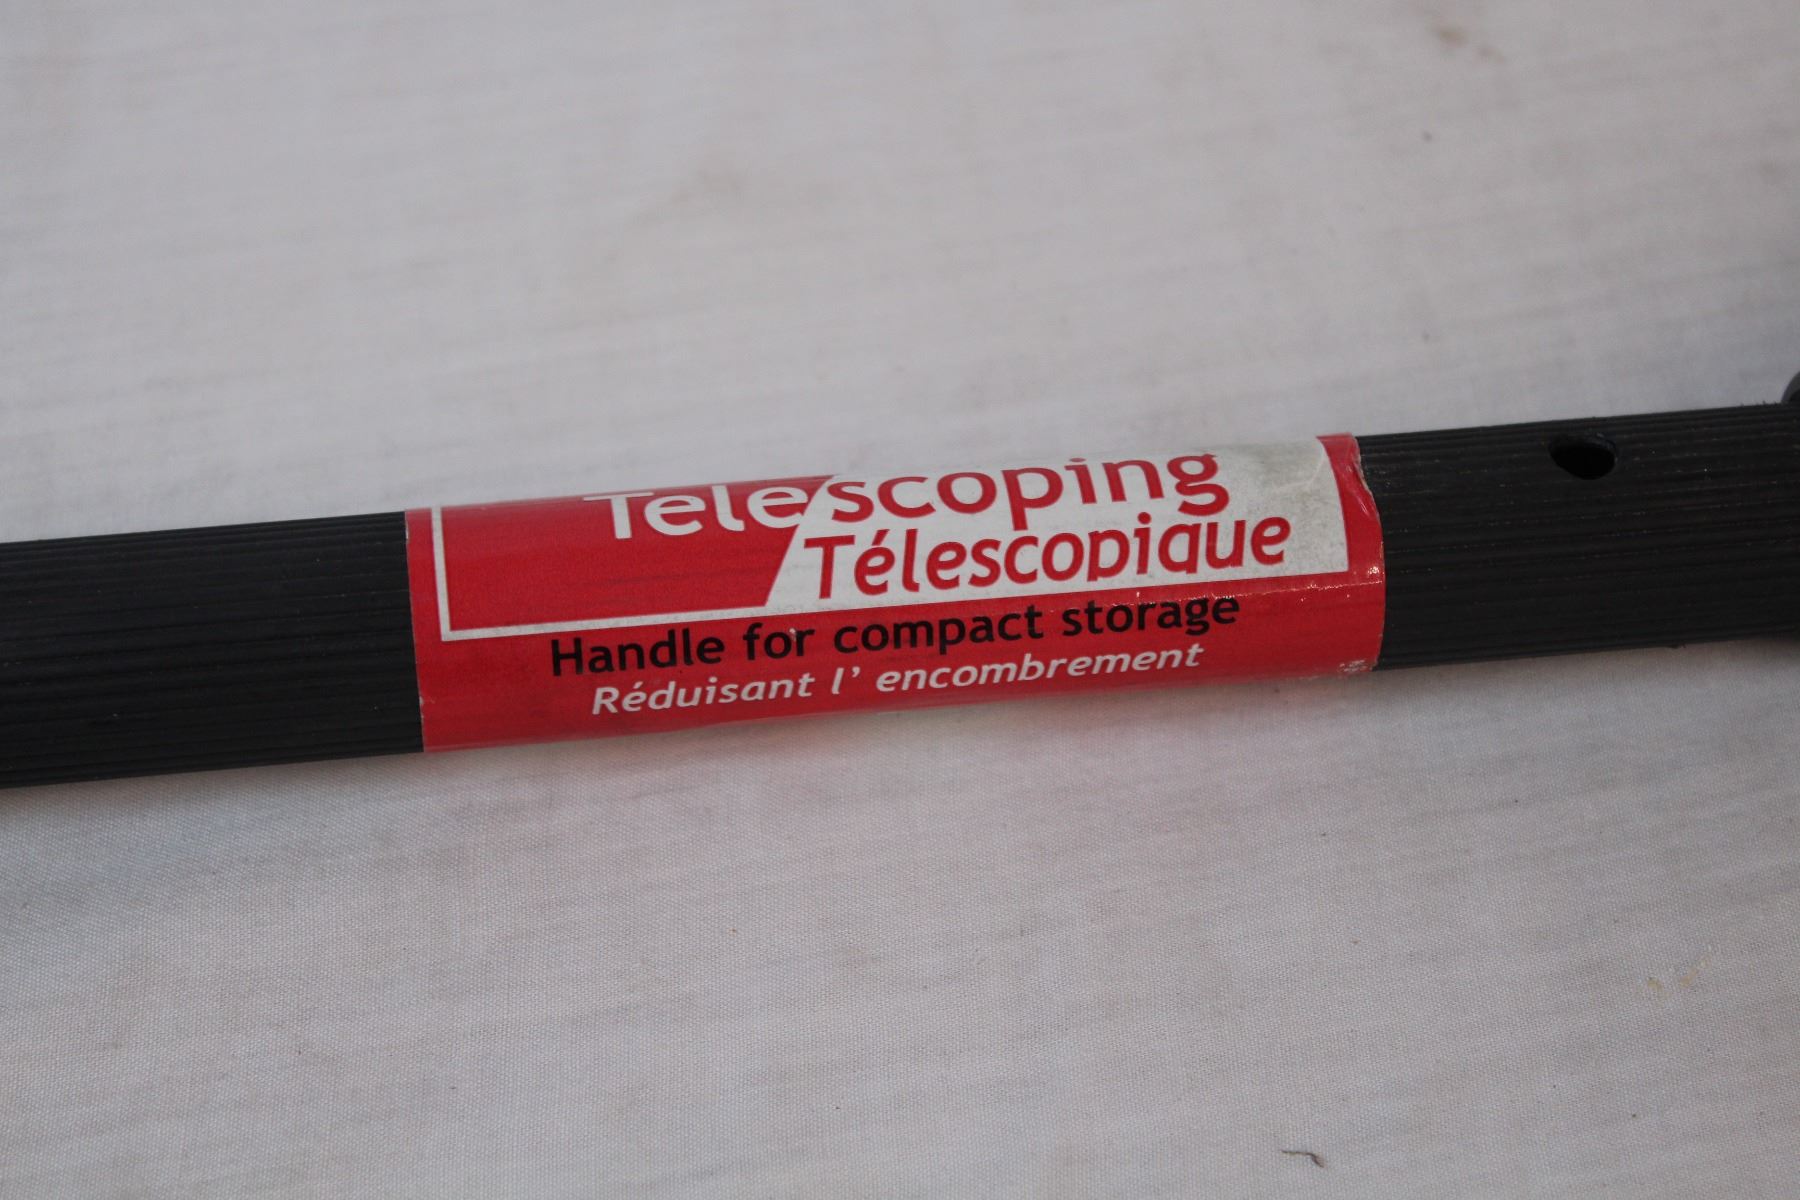 Telescoping
Télescopique
Handle for compact storage
Réduisant l' encombrement